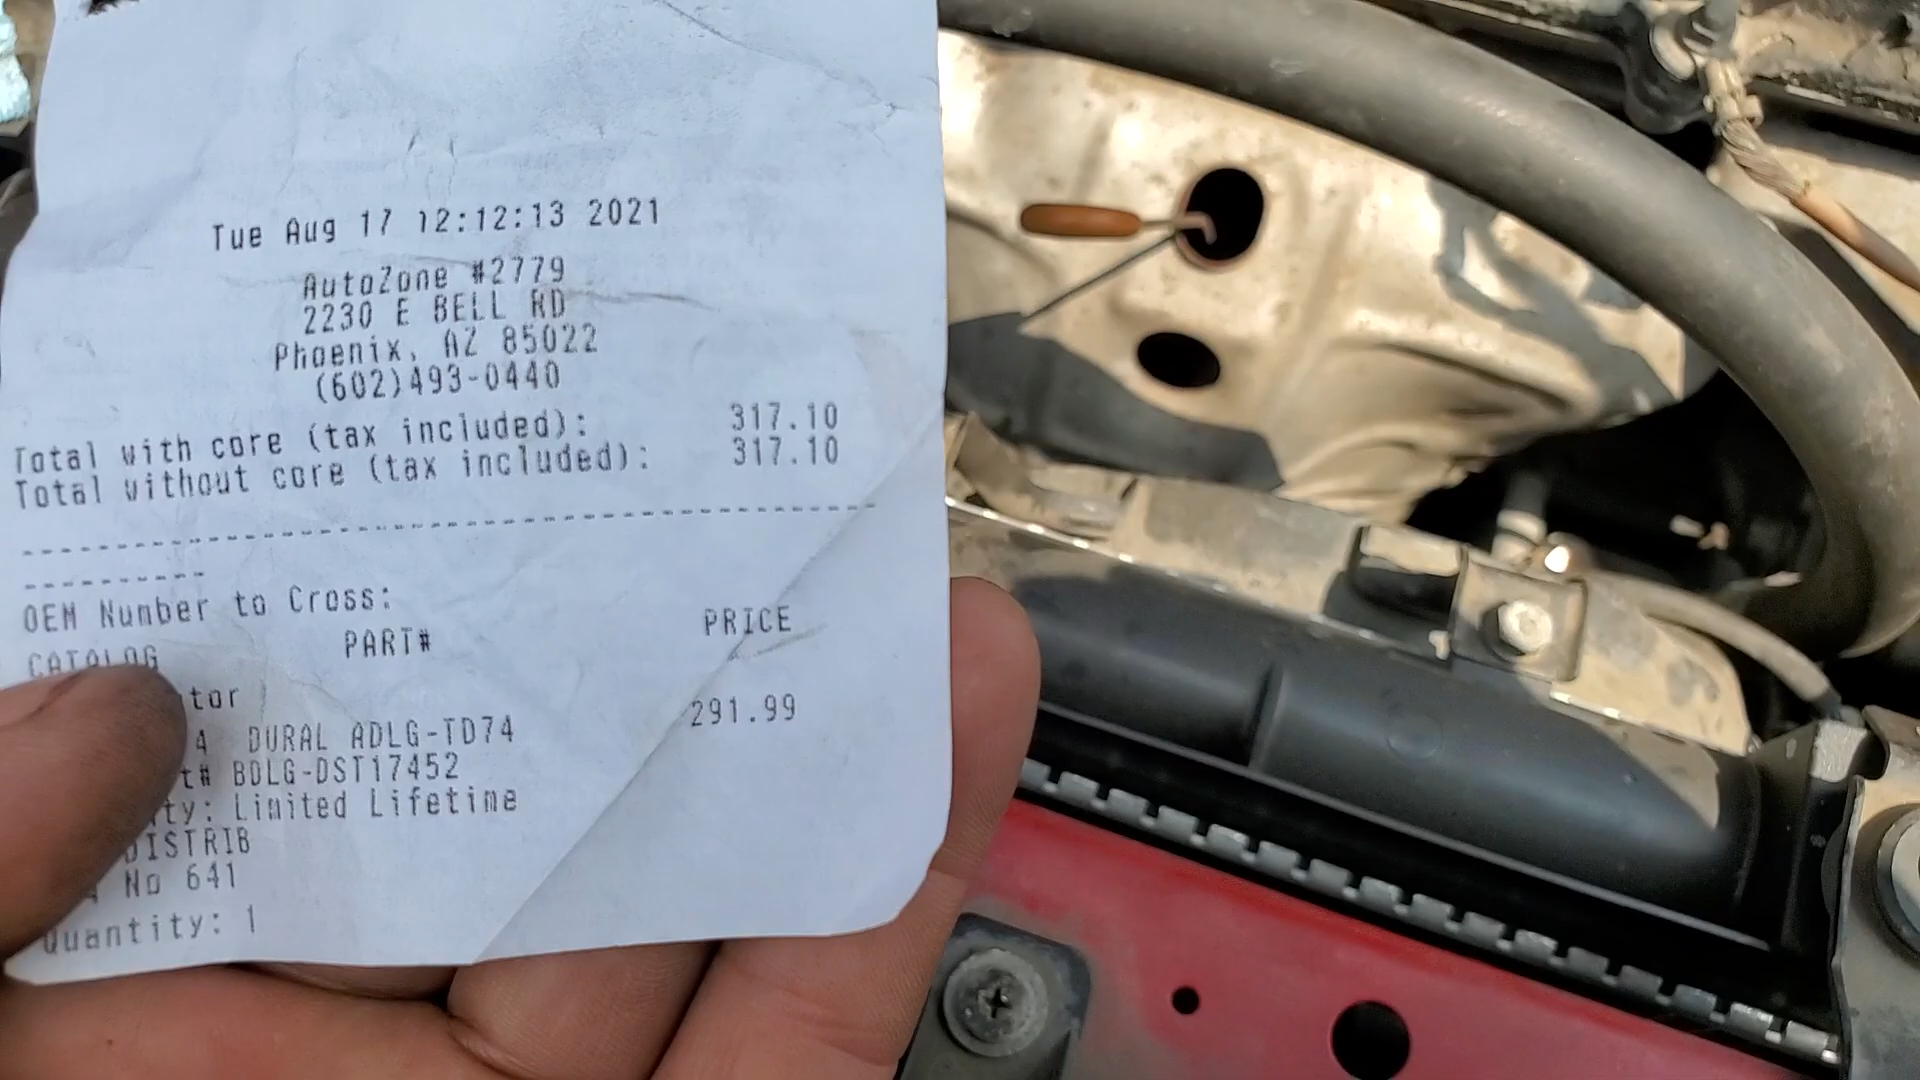 Tue Aug 17 12:12:13 2021
AutoZone #2779
2230 E BELL RD
Phoenix, AZ 85022
(602)493-0440
Total with core (tax included): 317.10
Total without core (tax included): 317.10
OEM Number to Cross:
CATALOG PART# PRICE
tor
4 DURAL ADLG-TD74 291.99
t# BDLG-DST17452
ty: Limited Lifetime
DISTRIB
No 641
Quantity: 1